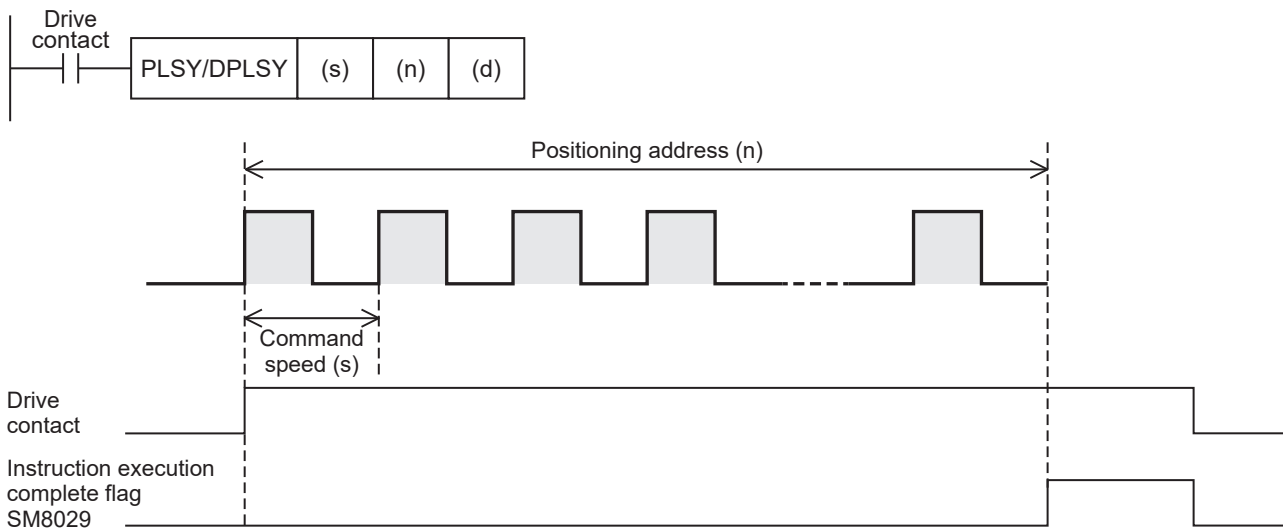 Drive
contact
PLSY/DPLSY (s) (n) (d)
Positioning address (n)
Command
speed (s)
Drive
contact
Instruction execution
complete flag
SM8029